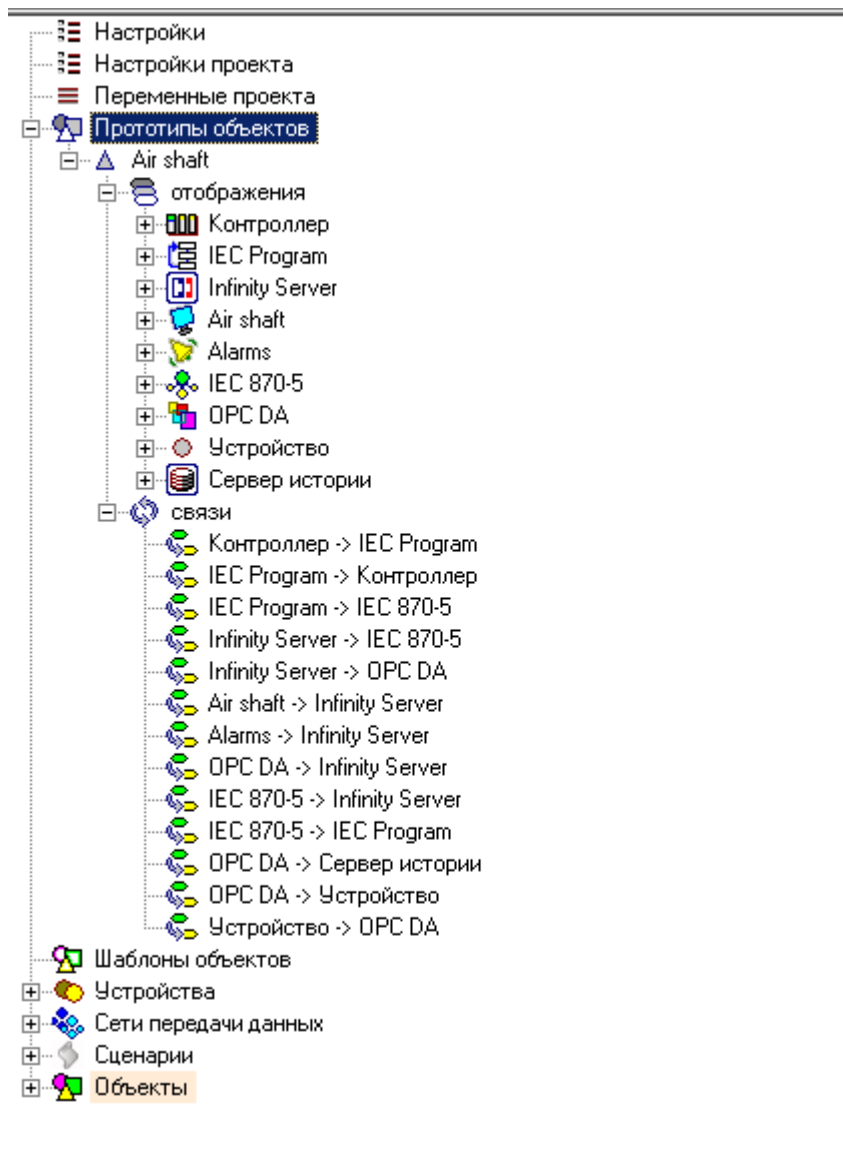 Настройки
Настройки проекта
Переменные проекта
Прототипы объектов
Air shaft
отображения
Контроллер
IEC Program
Infinity Server
Air shaft
Alarms
IEC 870-5
OPC DA
Устройство
Сервер истории
связи
Контроллер -> IEC Program
IEC Program -> Контроллер
IEC Program -> IEC 870-5
Infinity Server -> IEC 870-5
Infinity Server -> OPC DA
Air shaft -> Infinity Server
Alarms -> Infinity Server
OPC DA -> Infinity Server
IEC 870-5 -> Infinity Server
IEC 870-5 -> IEC Program
OPC DA -> Сервер истории
OPC DA -> Устройство
Устройство -> OPC DA
Шаблоны объектов
Устройства
Сети передачи данных
Сценарии
Объекты